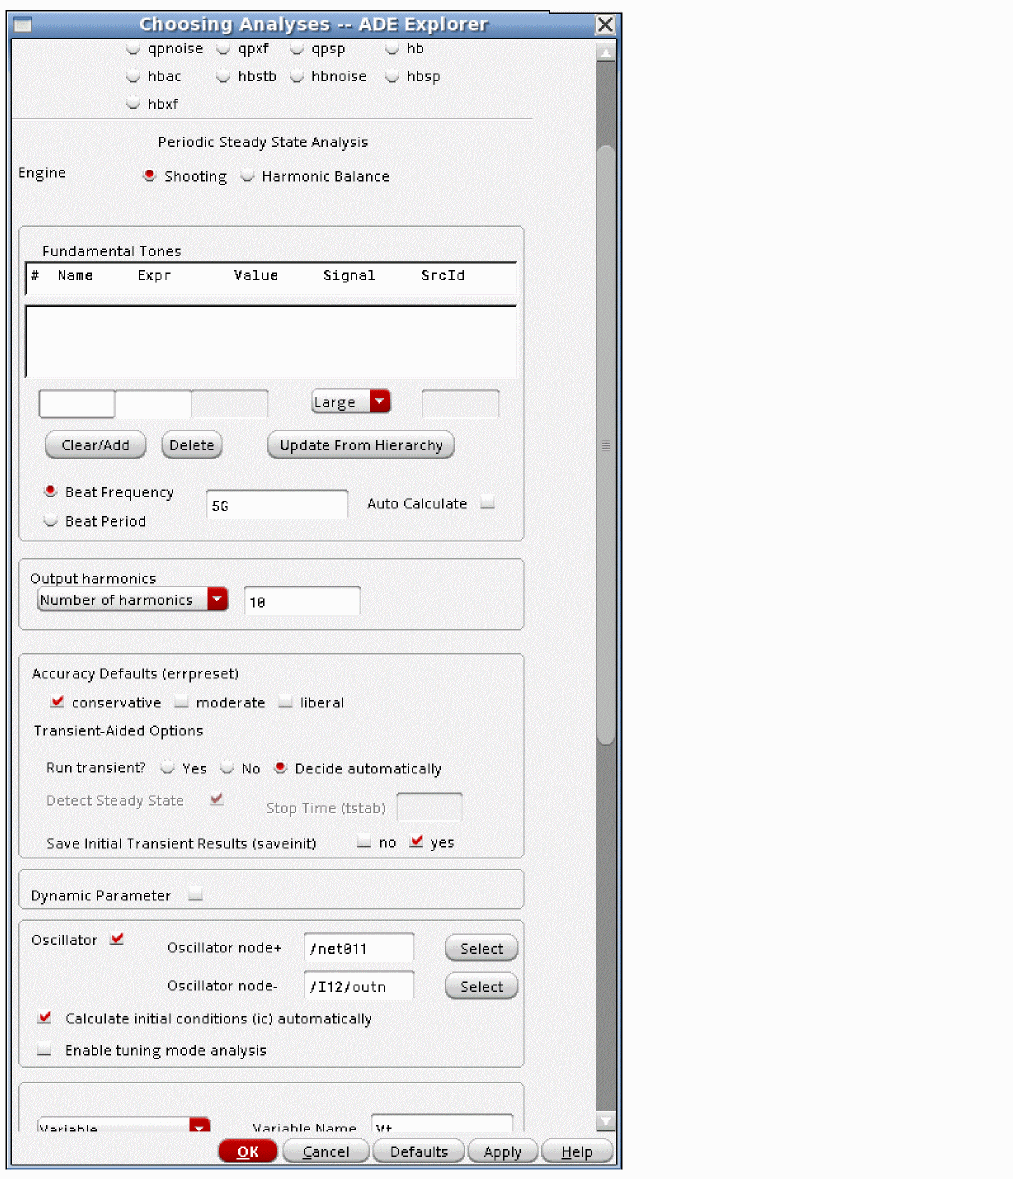 Choosing Analyses -- ADE Explorer
qpnoise qpxf qpsp hb
hbac hbstb hbnoise hbsp
hbxf
Periodic Steady State Analysis
Engine Shooting Harmonic Balance
Fundamental Tones
# Name Expr Value Signal SrcId
Large
Clear/Add Delete Update From Hierarchy
Beat Frequency
5G Auto Calculate
Beat Period
Output harmonics
Number of harmonics 10
Accuracy Defaults (errpreset)
conservative moderate liberal
Transient-Aided Options
Run transient? Yes No Decide automatically
Detect Steady State Stop Time (tstab)
Save Initial Transient Results (saveinit) no yes
Dynamic Parameter
Oscillator Oscillator node+ /net011 Select
Oscillator node- /I12/outn Select
Calculate initial conditions (ic) automatically
Enable tuning mode analysis
Variable Variable Name Vt
OK Cancel Defaults Apply Help